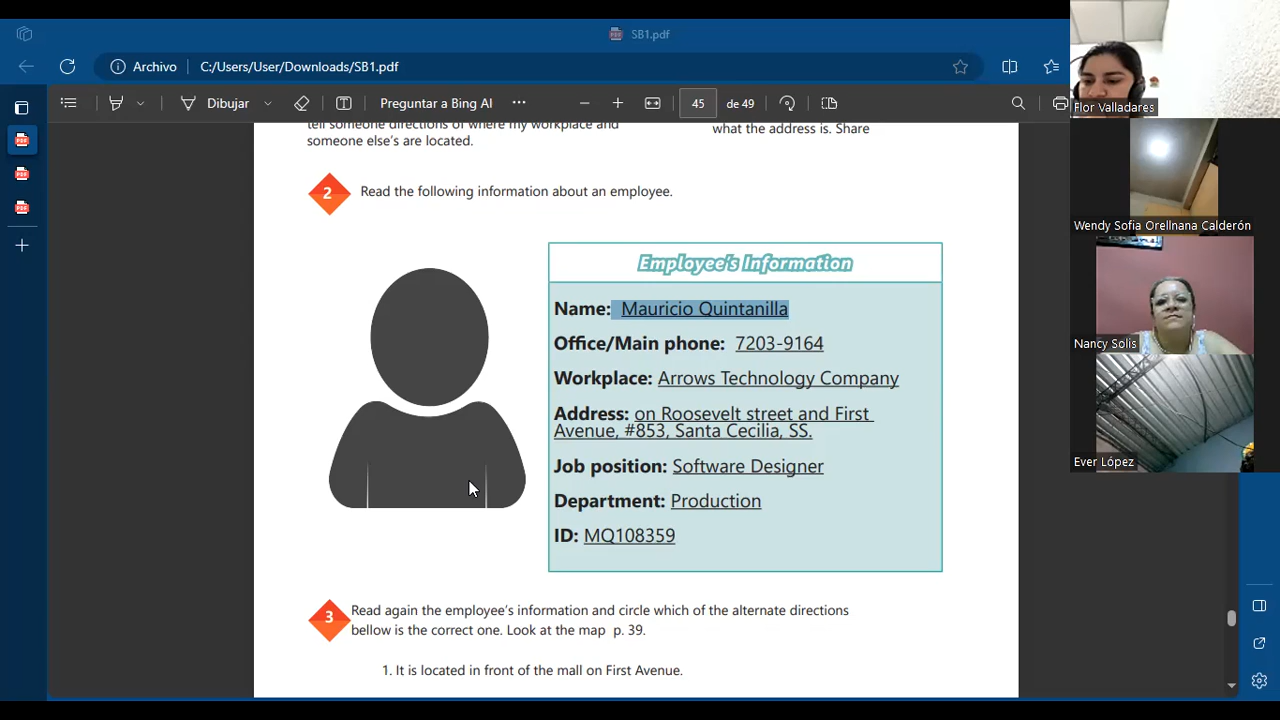 SB1.pdf
Archivo C:/Users/User/Downloads/SB1.pdf
Dibujar Preguntar a Bing AI 45 de 49
tell someone directions of where my workplace and
someone else's are located.
what the address is. Share
2 Read the following information about an employee.
Employee's Information
Name: Mauricio Quintanilla
Office/Main phone: 7203-9164
Workplace: Arrows Technology Company
Address: on Roosevelt street and First
Avenue, #853, Santa Cecilia, SS.
Job position: Software Designer
Department: Production
ID: MQ108359
3 Read again the employee's information and circle which of the alternate directions
bellow is the correct one. Look at the map p. 39.
1. It is located in front of the mall on First Avenue.
Flor Valladares
Wendy Sofia Orellnana Calderón
Nancy Solis
Ever López